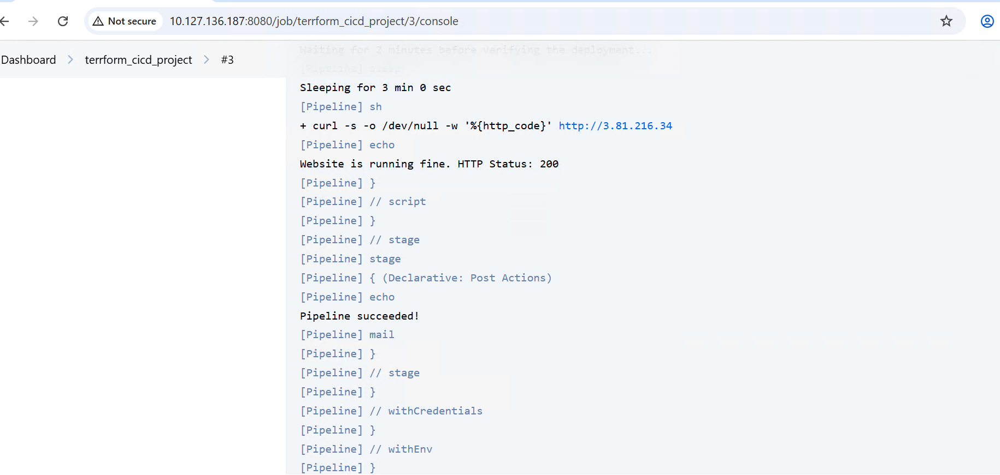 Not secure 10.127.136.187:8080/job/terrform_cicd_project/3/console
Dashboard > terrform_cicd_project > #3
Waiting for 2 minutes before verifying the deployment...
[Pipeline] sleep
Sleeping for 3 min 0 sec
[Pipeline] sh
+ curl -s -o /dev/null -w '%{http_code}' http://3.81.216.34
[Pipeline] echo
Website is running fine. HTTP Status: 200
[Pipeline] }
[Pipeline] // script
[Pipeline] }
[Pipeline] // stage
[Pipeline] stage
[Pipeline] { (Declarative: Post Actions)
[Pipeline] echo
Pipeline succeeded!
[Pipeline] mail
[Pipeline] }
[Pipeline] // stage
[Pipeline] }
[Pipeline] // withCredentials
[Pipeline] }
[Pipeline] // withEnv
[Pipeline] }